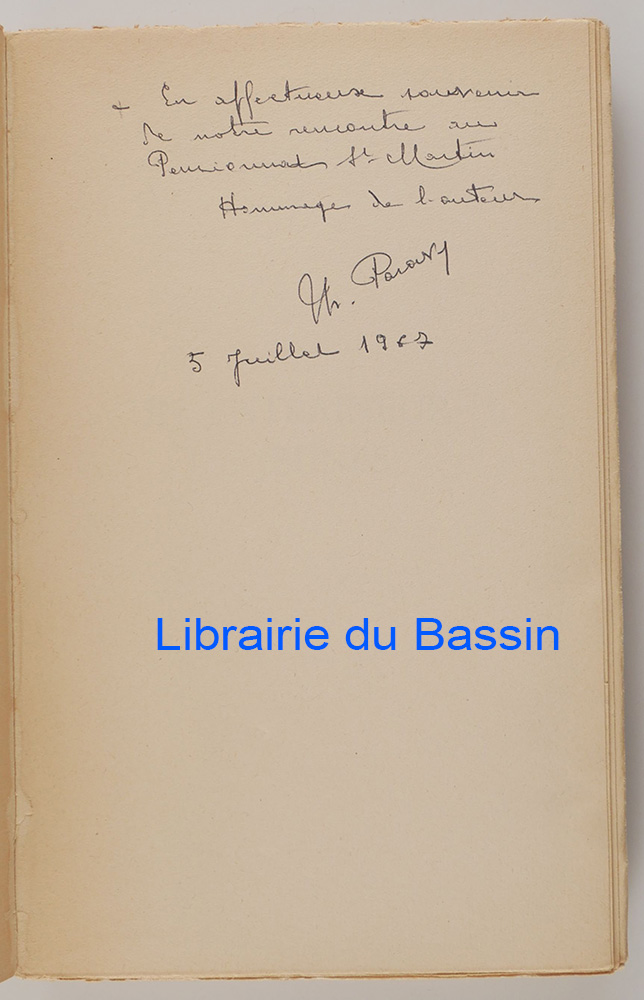 + En affectueux souvenir
de notre rencontre au
Pensionnat St Martin
Hommage de l'auteur
5 Juillet 1967
Librairie du Bassin